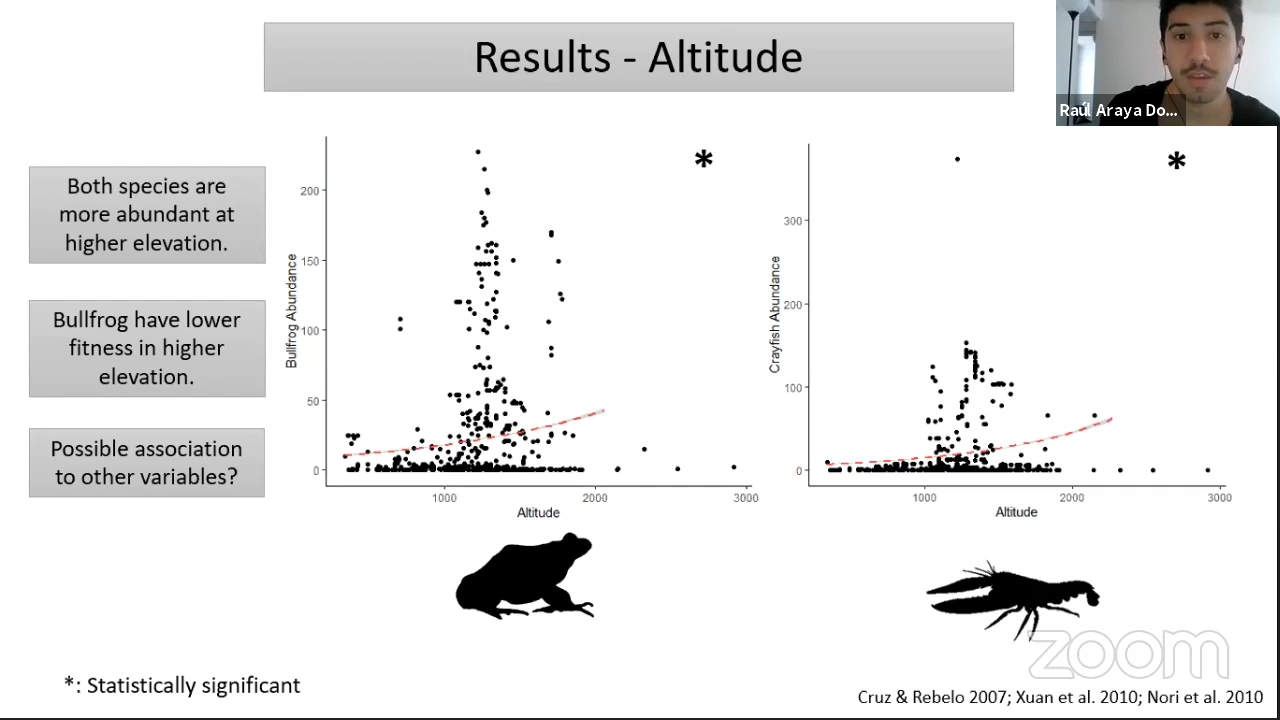 Results - Altitude
Raúl Araya Do...
Both species are
more abundant at
higher elevation.
Bullfrog have lower
fitness in higher
elevation.
Possible association
to other variables?
*
Bullfrog Abundance
200
150
100
50
0
1000
2000
3000
Altitude
*
Crayfish Abundance
300
200
100
0
1000
2000
3000
Altitude
zoom
*: Statistically significant
Cruz & Rebelo 2007; Xuan et al. 2010; Nori et al. 2010